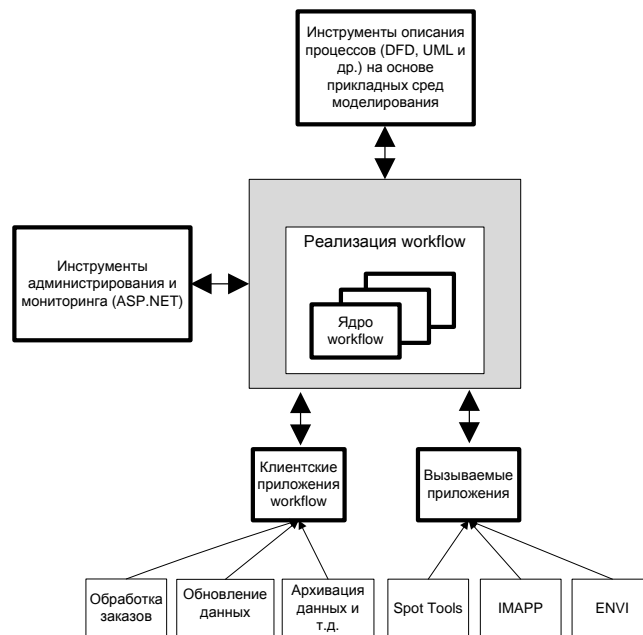 Инструменты описания
процессов (DFD, UML и
др.) на основе
прикладных сред
моделирования
Реализация workflow
Инструменты
администрирования и
мониторинга (ASP.NET)
Ядро
workflow
Клиентские
приложения
workflow
Вызываемые
приложения
Обработка
заказов
Обновление
данных
Архивация
данных и
т.д.
Spot Tools
IMAPP
ENVI